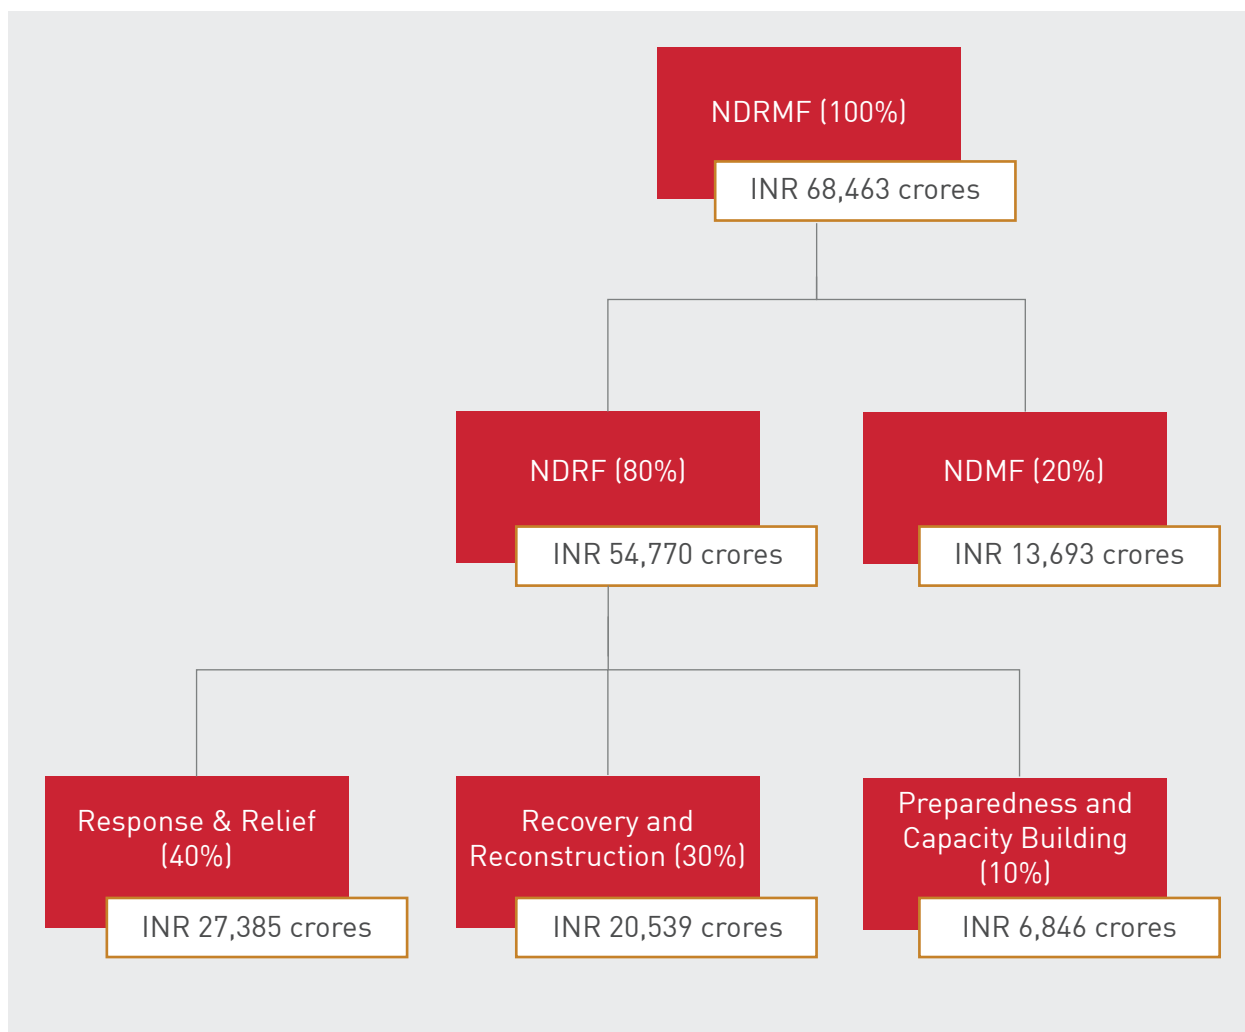 NDRMF (100%)
INR 68,463 crores
NDRF (80%)
INR 54,770 crores
NDMF (20%)
INR 13,693 crores
Response & Relief
(40%)
INR 27,385 crores
Recovery and
Reconstruction (30%)
INR 20,539 crores
Preparedness and
Capacity Building
(10%)
INR 6,846 crores